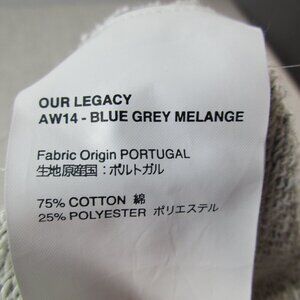 OUR LEGACY
AW14 - BLUE GREY MELANGE
Fabric Origin PORTUGAL
生地原産国：ポルトガル
75% COTTON 綿
25% POLYESTER ポリエステル